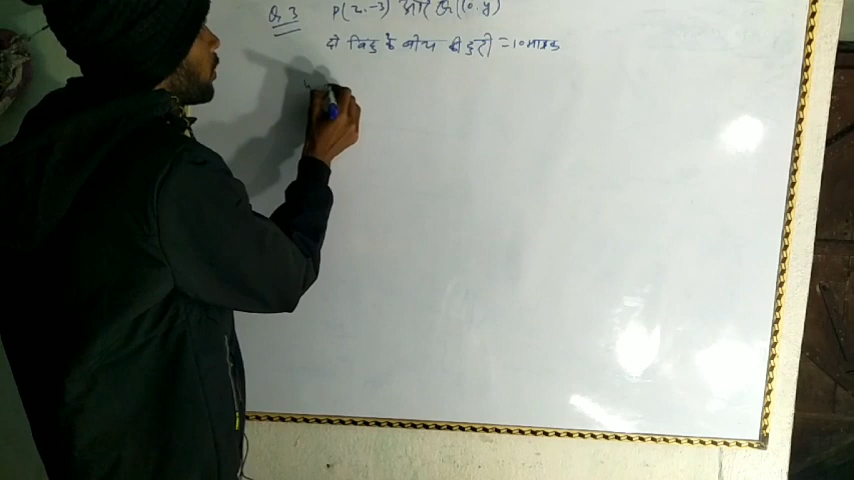 Q.3 P(2,-3) और Q(10,y)
दो बिंदु के बीच की दुरी = 10 मात्रक